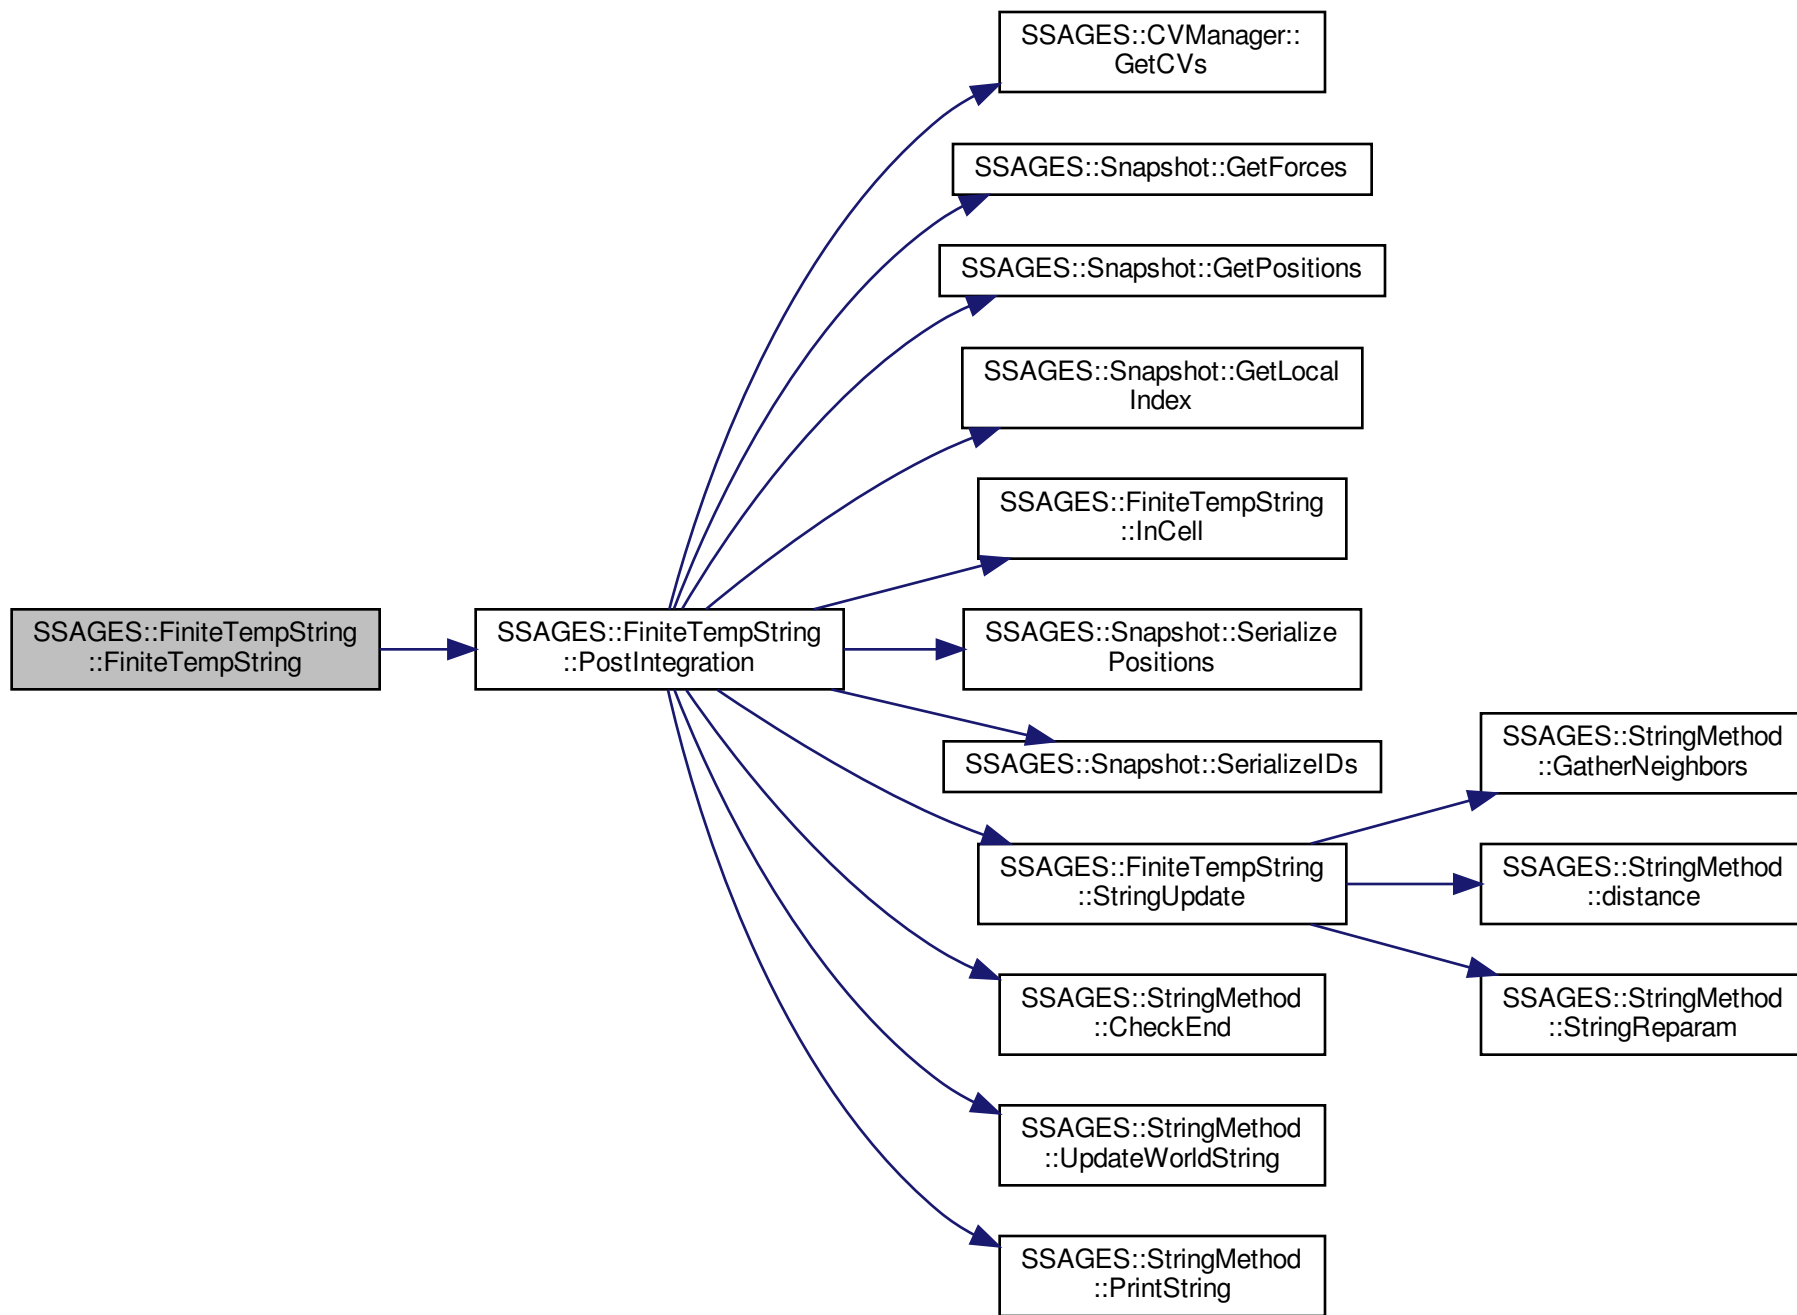 SSAGES::FiniteTempString
::FiniteTempString
SSAGES::FiniteTempString
::PostIntegration
SSAGES::CVManager::
GetCVs
SSAGES::Snapshot::GetForces
SSAGES::Snapshot::GetPositions
SSAGES::Snapshot::GetLocal
Index
SSAGES::FiniteTempString
::InCell
SSAGES::Snapshot::Serialize
Positions
SSAGES::Snapshot::SerializeIDs
SSAGES::FiniteTempString
::StringUpdate
SSAGES::StringMethod
::CheckEnd
SSAGES::StringMethod
::UpdateWorldString
SSAGES::StringMethod
::PrintString
SSAGES::StringMethod
::GatherNeighbors
SSAGES::StringMethod
::distance
SSAGES::StringMethod
::StringReparam